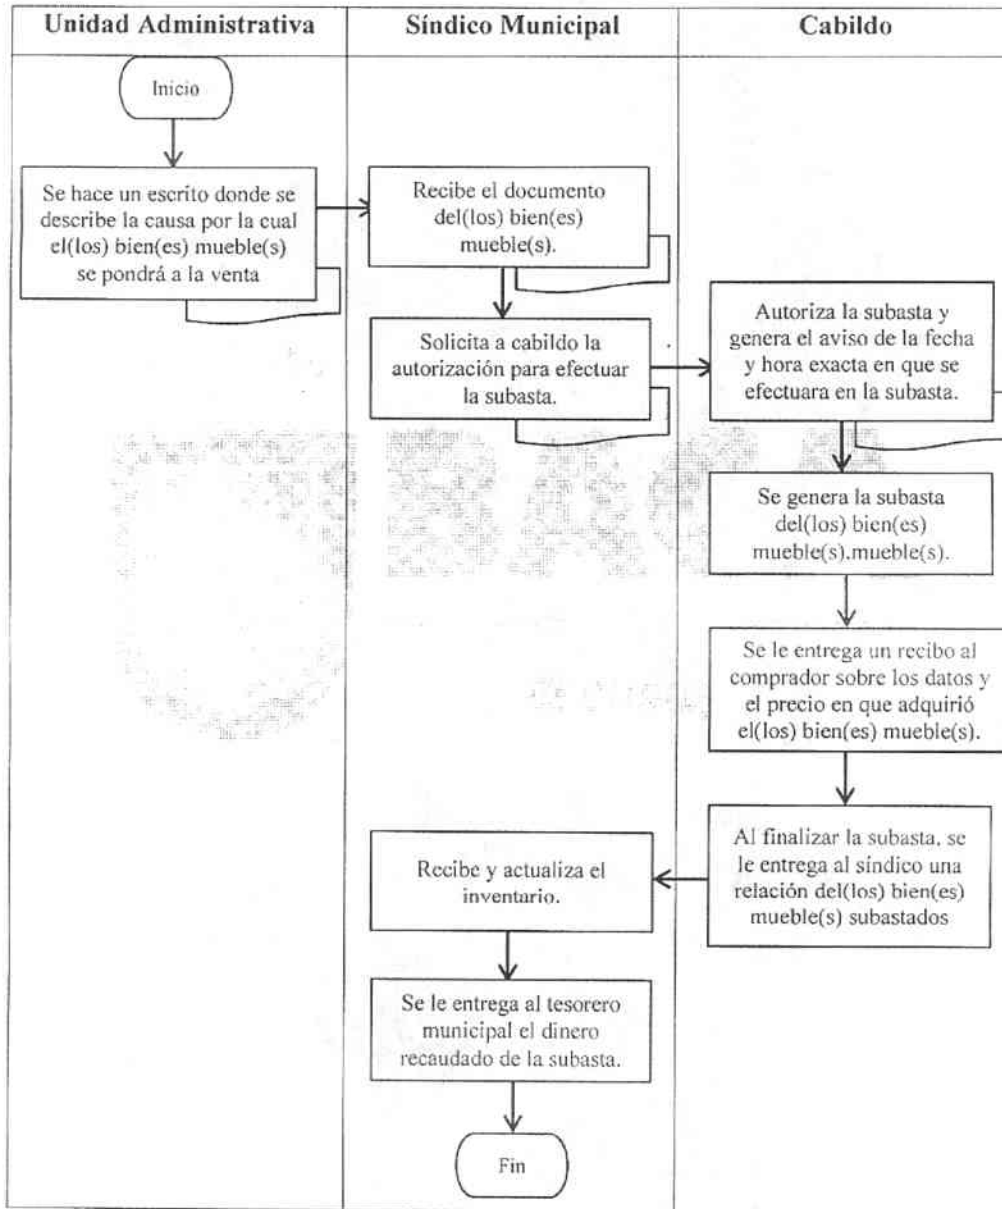 Unidad Administrativa
Síndico Municipal
Cabildo
Inicio
Se hace un escrito donde se
describe la causa por la cual
el(los) bien(es) mueble(s)
se pondrá a la venta
Recibe el documento
del(los) bien(es)
mueble(s).
Solicita a cabildo la
autorización para efectuar
la subasta.
Autoriza la subasta y
genera el aviso de la fecha
y hora exacta en que se
efectuara en la subasta.
Se genera la subasta
del(los) bien(es)
mueble(s).mueble(s).
Se le entrega un recibo al
comprador sobre los datos y
el precio en que adquirió
el(los) bien(es) mueble(s).
Al finalizar la subasta, se
le entrega al síndico una
relación del(los) bien(es)
mueble(s) subastados
Recibe y actualiza el
inventario.
Se le entrega al tesorero
municipal el dinero
recaudado de la subasta.
Fin